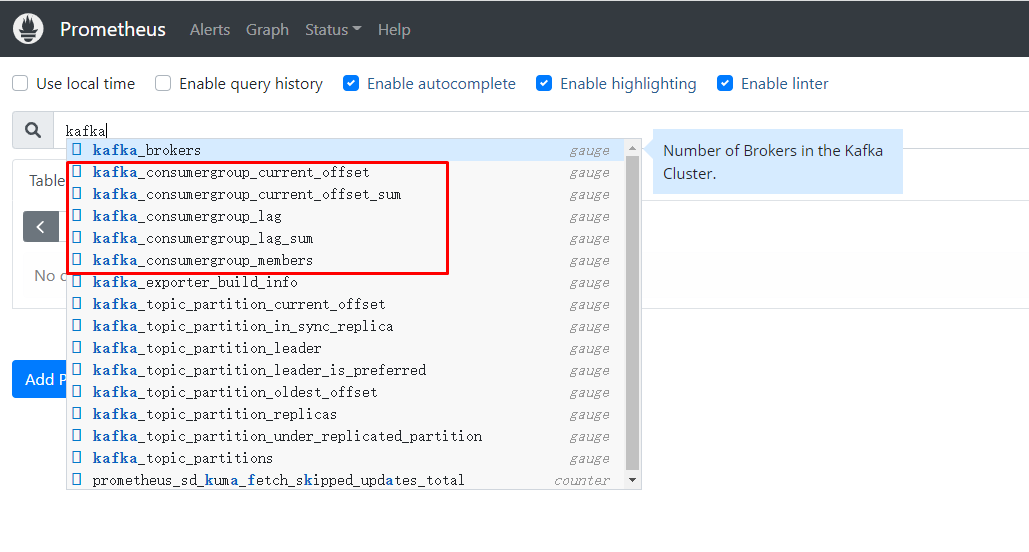 Prometheus Alerts Graph Status Help
Use local time Enable query history Enable autocomplete Enable highlighting Enable linter
kafka
kafka_brokers gauge
Number of Brokers in the Kafka
Cluster.
Table
kafka_consumergroup_current_offset gauge
kafka_consumergroup_current_offset_sum gauge
kafka_consumergroup_lag gauge
kafka_consumergroup_lag_sum gauge
kafka_consumergroup_members gauge
No
kafka_exporter_build_info gauge
kafka_topic_partition_current_offset gauge
kafka_topic_partition_in_sync_replica gauge
kafka_topic_partition_leader gauge
kafka_topic_partition_leader_is_preferred gauge
Add P
kafka_topic_partition_oldest_offset gauge
kafka_topic_partition_replicas gauge
kafka_topic_partition_under_replicated_partition gauge
kafka_topic_partitions gauge
prometheus_sd_kuma_fetch_skipped_updates_total counter